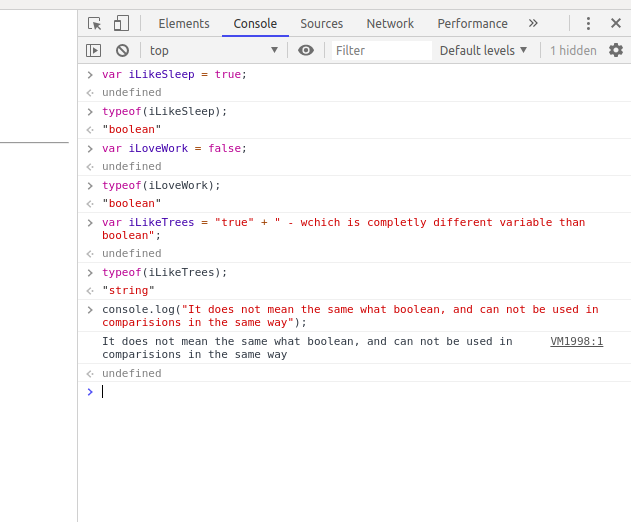 Elements Console Sources Network Performance »
top Filter Default levels 1 hidden
> var iLikeSleep = true;
undefined
> typeof(iLikeSleep);
"boolean"
> var iLoveWork = false;
undefined
> typeof(iLoveWork);
"boolean"
> var iLikeTrees = "true" + " - wchich is completly different variable than
boolean";
undefined
> typeof(iLikeTrees);
"string"
> console.log("It does not mean the same what boolean, and can not be used in
comparisions in the same way");
It does not mean the same what boolean, and can not be used in VM1998:1
comparisions in the same way
undefined
>